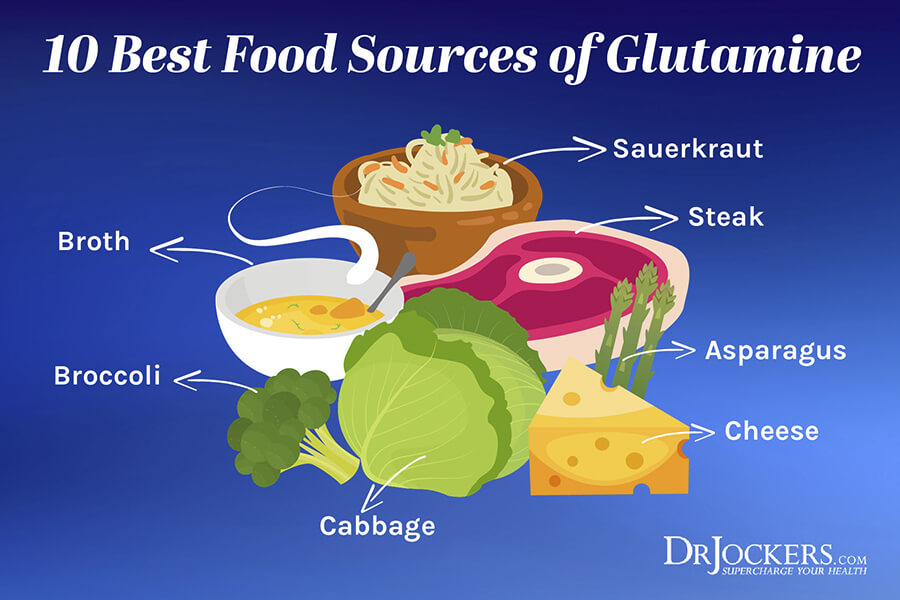 10 Best Food Sources of Glutamine
Sauerkraut
Steak
Broth
Asparagus
Broccoli
Cheese
Cabbage
DRJOCKERS.COM
SUPERCHARGE YOUR HEALTH